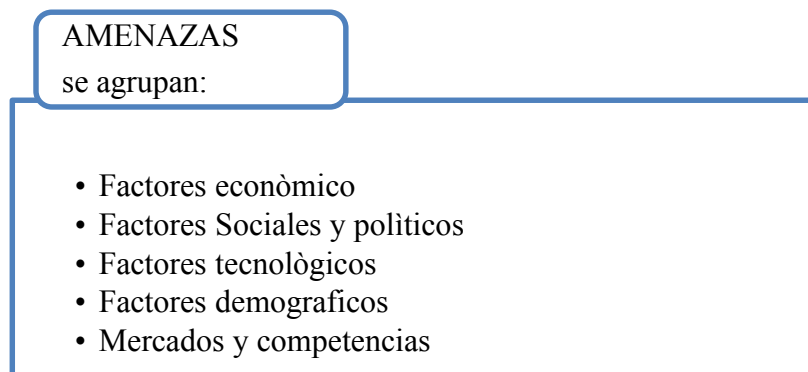 AMENAZAS
se agrupan:
• Factores econòmico
• Factores Sociales y polìticos
• Factores tecnològicos
• Factores demograficos
• Mercados y competencias